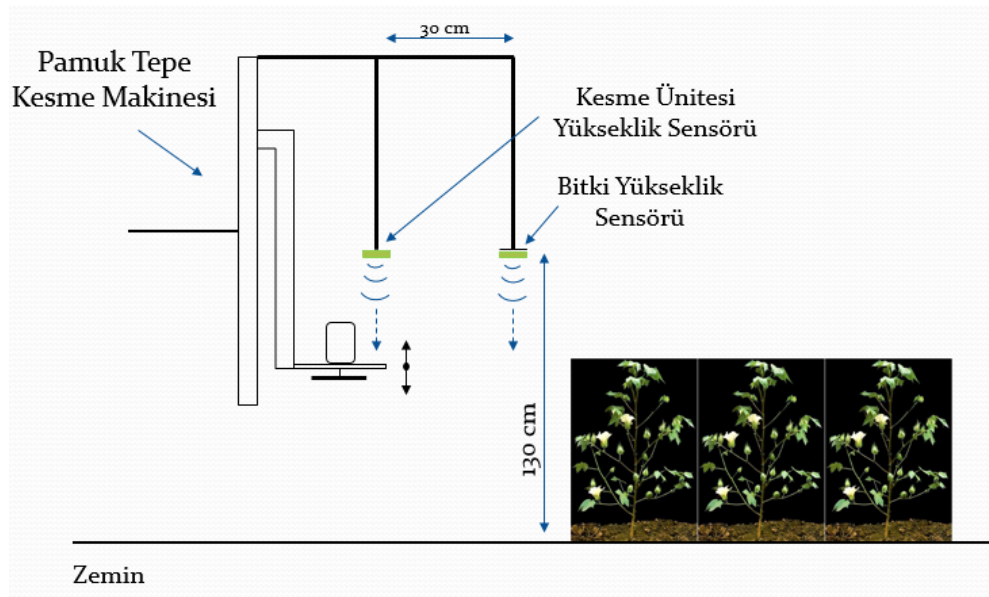 30 cm
Pamuk Tepe
Kesme Makinesi
Kesme Ünitesi
Yükseklik Sensörü
Bitki Yükseklik
Sensörü
130 cm
Zemin